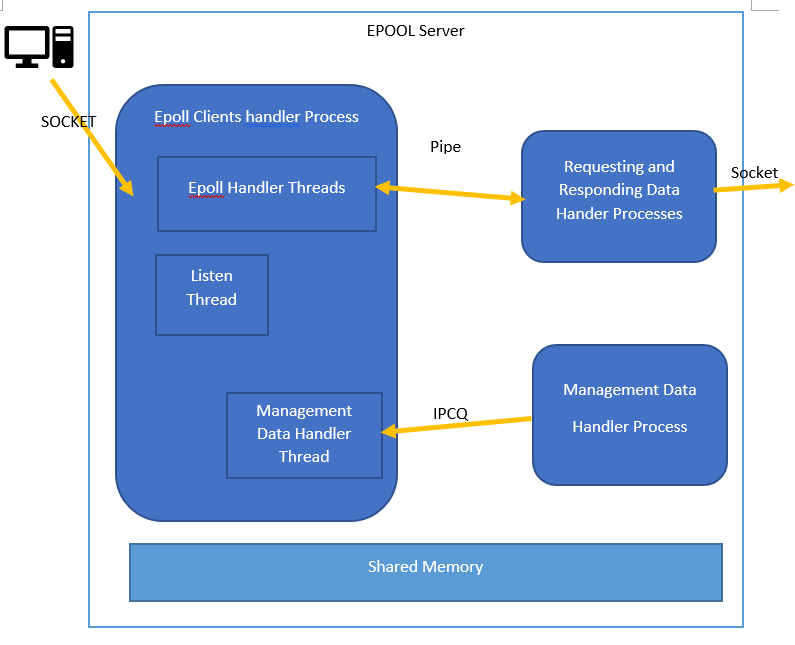 EPOOL Server
SOCKET
Epoll Clients handler Process
Epoll Handler Threads
Listen
Thread
Management
Data Handler
Thread
Pipe
Requesting and
Responding Data
Hander Processes
Socket
IPCQ
Management Data
Handler Process
Shared Memory